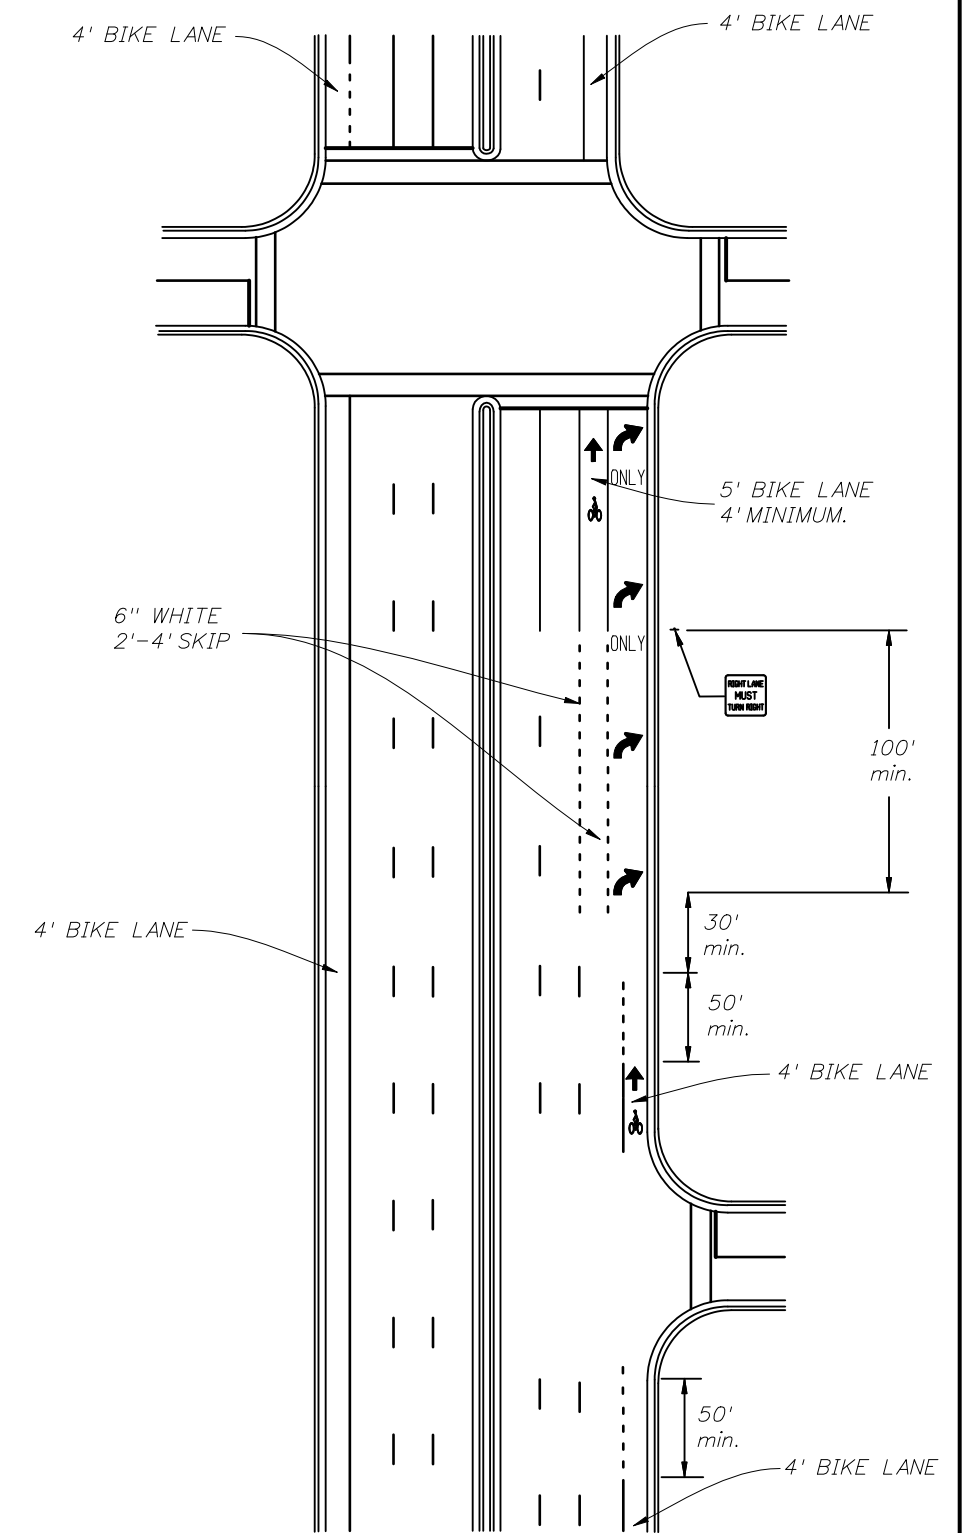 4' BIKE LANE
4' BIKE LANE
ONLY
5' BIKE LANE
4' MINIMUM.
6" WHITE
2'-4' SKIP
ONLY
RIGHT LANE
MUST
TURN RIGHT
100'
min.
4' BIKE LANE
30'
min.
50'
min.
4' BIKE LANE
50'
min.
4' BIKE LANE